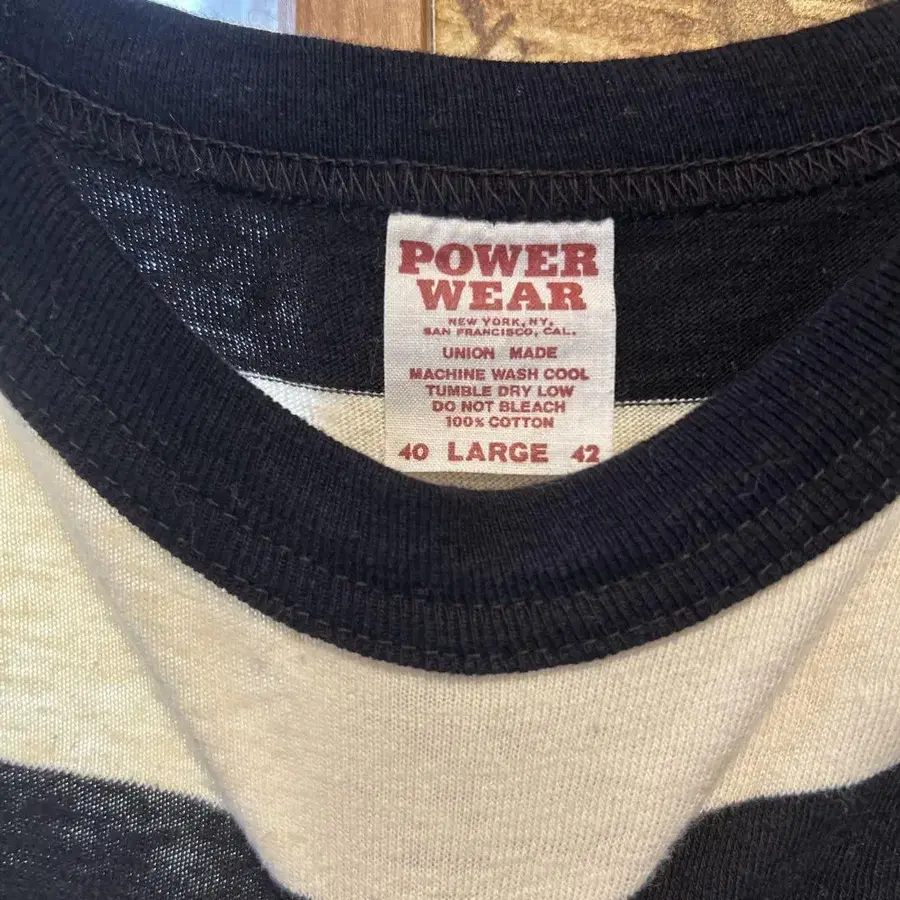 POWER
WEAR
NEW YORK, NY,
SAN FRANCISCO, CAL.
UNION MADE
MACHINE WASH COOL
TUMBLE DRY LOW
DO NOT BLEACH
100% COTTON
40 LARGE 42